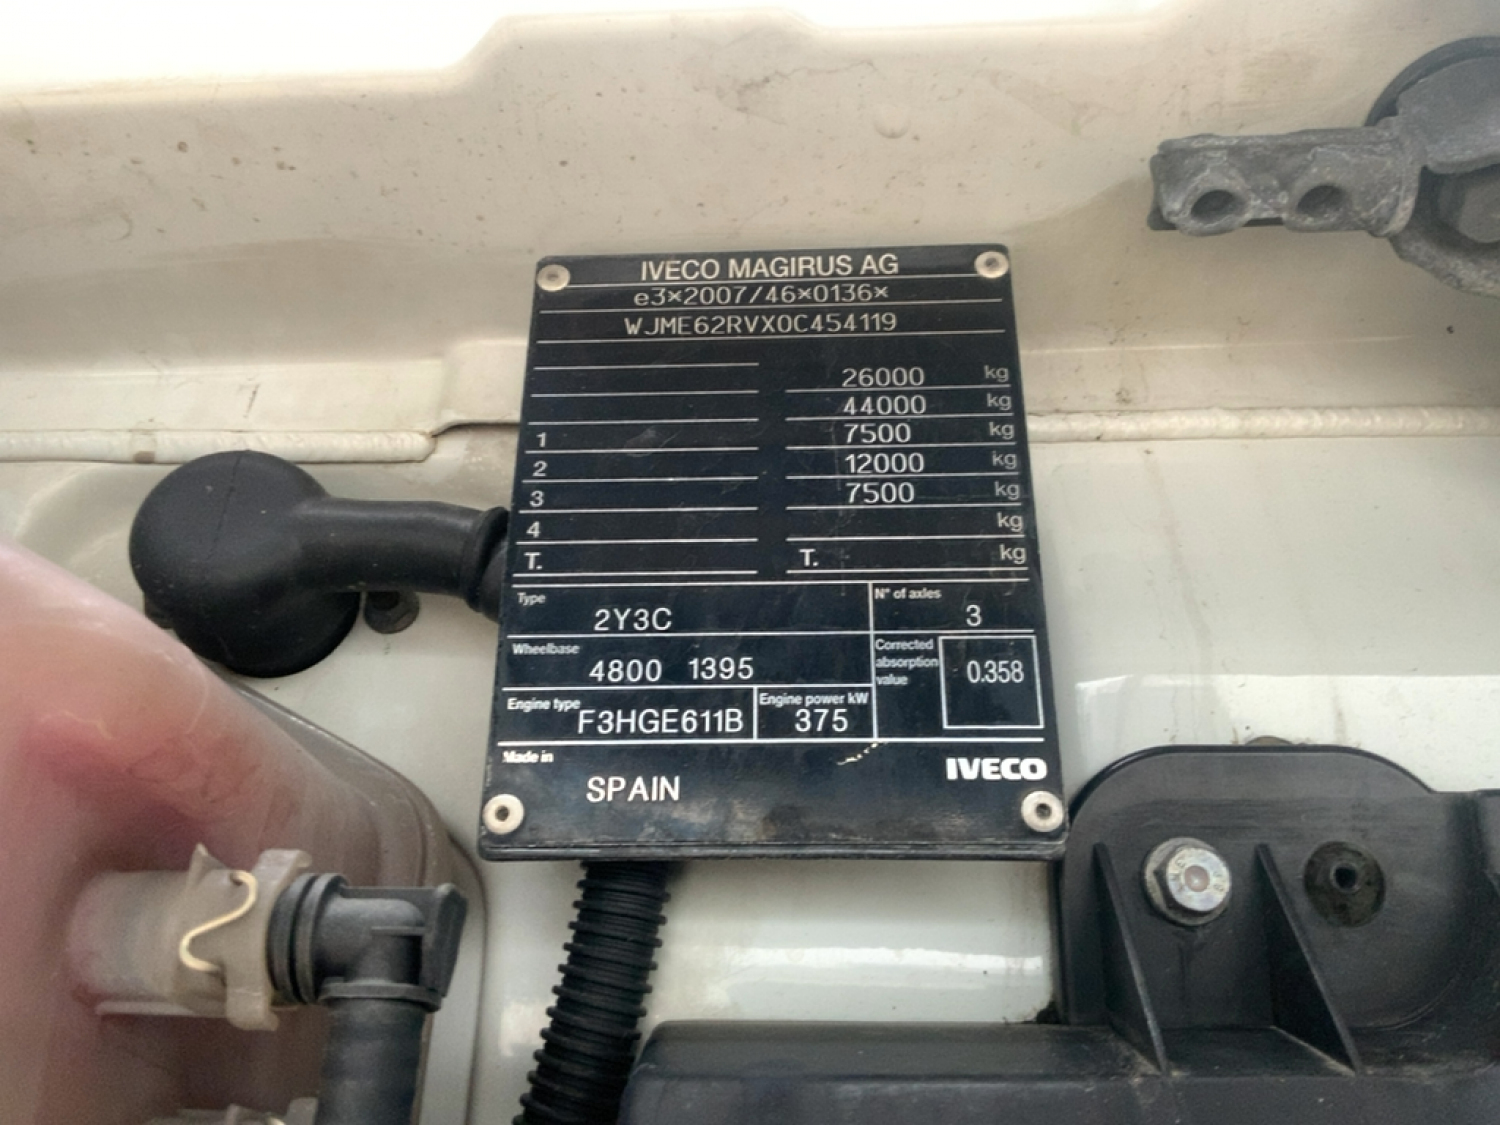 IVECO MAGIRUS AG
e3*2007/46*0136*
WJME62RVX0C454119
26000 kg
44000 kg
1 7500 kg
2 12000 kg
3 7500 kg
4 kg
T. T. kg
Type 2Y3C N° of axles 3
Wheelbase 4800 1395 Corrected absorption value 0.358
Engine type F3HGE611B Engine power kW 375
Made in SPAIN
IVECO